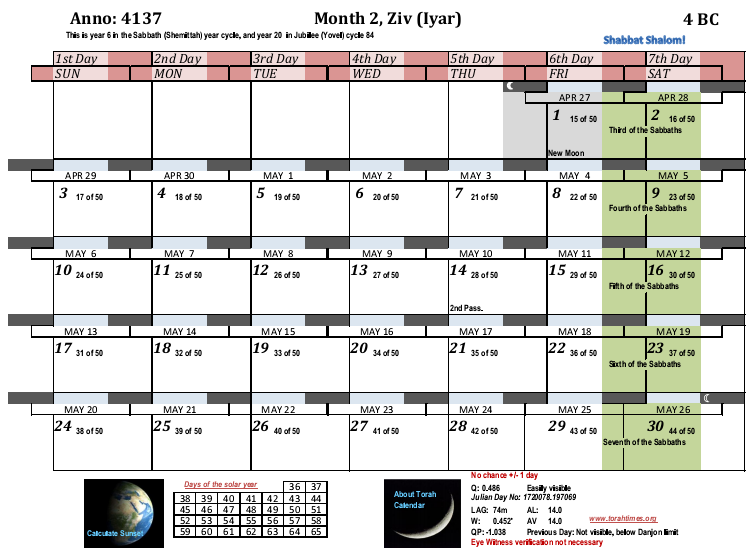 Anno: 4137 Month 2, Ziv (Iyar) 4 BC
This is year 6 in the Sabbath (Shemittah) year cycle, and year 20 in Jubilee (Yovel) cycle 84
Shabbat Shalom!
1st Day 2nd Day 3rd Day 4th Day 5th Day 6th Day 7th Day
SUN MON TUE WED THU FRI SAT
APR 27 APR 28
1 15 of 50 2 16 of 50
Third of the Sabbaths
New Moon
APR 29 APR 30 MAY 1 MAY 2 MAY 3 MAY 4 MAY 5
3 17 of 50 4 18 of 50 5 19 of 50 6 20 of 50 7 21 of 50 8 22 of 50 9 23 of 50
Fourth of the Sabbaths
MAY 6 MAY 7 MAY 8 MAY 9 MAY 10 MAY 11 MAY 12
10 24 of 50 11 25 of 50 12 26 of 50 13 27 of 50 14 28 of 50 15 29 of 50 16 30 of 50
Fifth of the Sabbaths
2nd Pass.
MAY 13 MAY 14 MAY 15 MAY 16 MAY 17 MAY 18 MAY 19
17 31 of 50 18 32 of 50 19 33 of 50 20 34 of 50 21 35 of 50 22 36 of 50 23 37 of 50
Sixth of the Sabbaths
MAY 20 MAY 21 MAY 22 MAY 23 MAY 24 MAY 25 MAY 26
24 38 of 50 25 39 of 50 26 40 of 50 27 41 of 50 28 42 of 50 29 43 of 50 30 44 of 50
Seventh of the Sabbaths
Calculate Sunset
Days of the solar year
36 37
38 39 40 41 42 43 44
45 46 47 48 49 50 51
52 53 54 55 56 57 58
59 60 61 62 63 64 65
About Torah
Calendar
No chance +/- 1 day
Q: 0.486 Easily visible
Julian Day No: 1720078.197069
LAG: 74m AL: 14.0
W: 0.452' AV 14.0 www.torahtimes.org
QP: -1.038 Previous Day: Not visible, below Danjon limit
Eye Witness verification not necessary